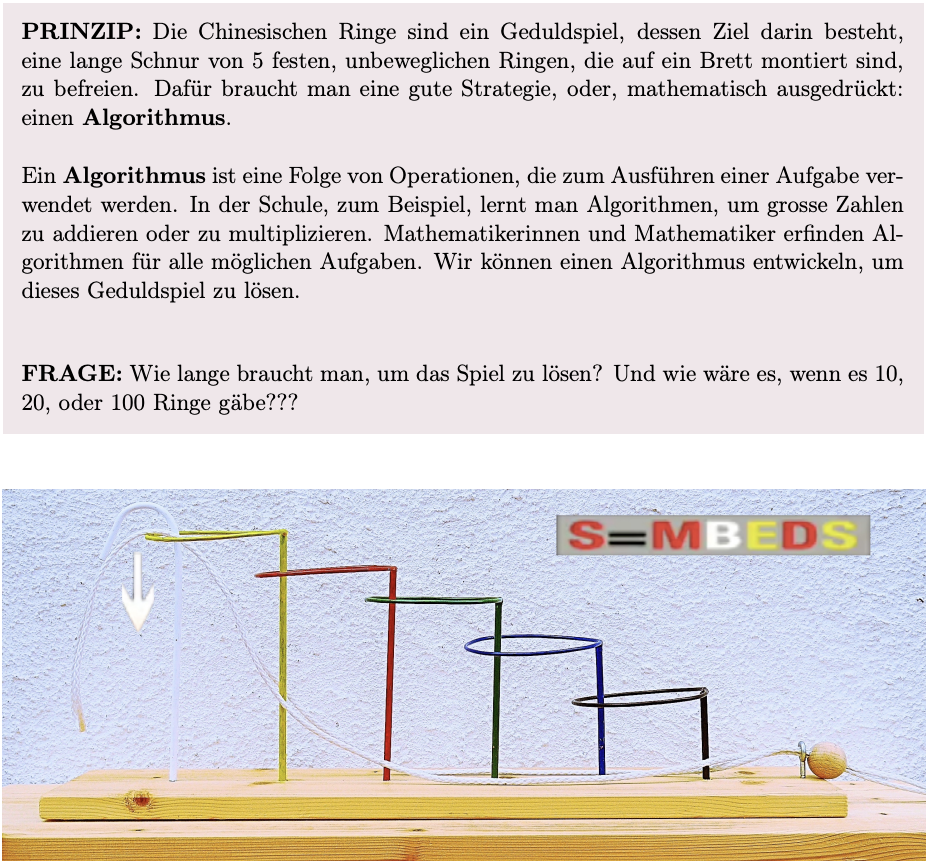 PRINZIP: Die Chinesischen Ringe sind ein Geduldspiel, dessen Ziel darin besteht,
eine lange Schnur von 5 festen, unbeweglichen Ringen, die auf ein Brett montiert sind,
zu befreien. Dafür braucht man eine gute Strategie, oder, mathematisch ausgedrückt:
einen Algorithmus.
Ein Algorithmus ist eine Folge von Operationen, die zum Ausführen einer Aufgabe ver-
wendet werden. In der Schule, zum Beispiel, lernt man Algorithmen, um grosse Zahlen
zu addieren oder zu multiplizieren. Mathematikerinnen und Mathematiker erfinden Al-
gorithmen für alle möglichen Aufgaben. Wir können einen Algorithmus entwickeln, um
dieses Geduldspiel zu lösen.
FRAGE: Wie lange braucht man, um das Spiel zu lösen? Und wie wäre es, wenn es 10,
20, oder 100 Ringe gäbe???
S=MBEDS